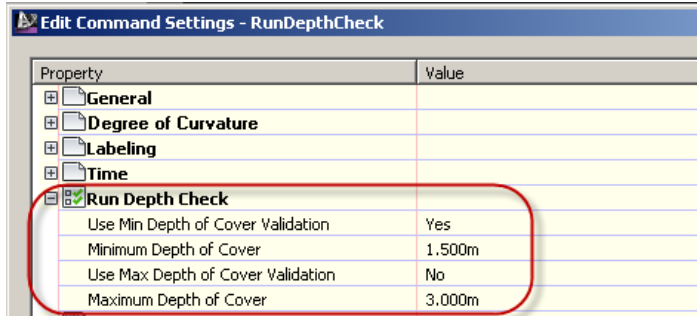 Edit Command Settings - RunDepthCheck
Property Value
General
Degree of Curvature
Labeling
Time
Run Depth Check
Use Min Depth of Cover Validation Yes
Minimum Depth of Cover 1.500m
Use Max Depth of Cover Validation No
Maximum Depth of Cover 3.000m